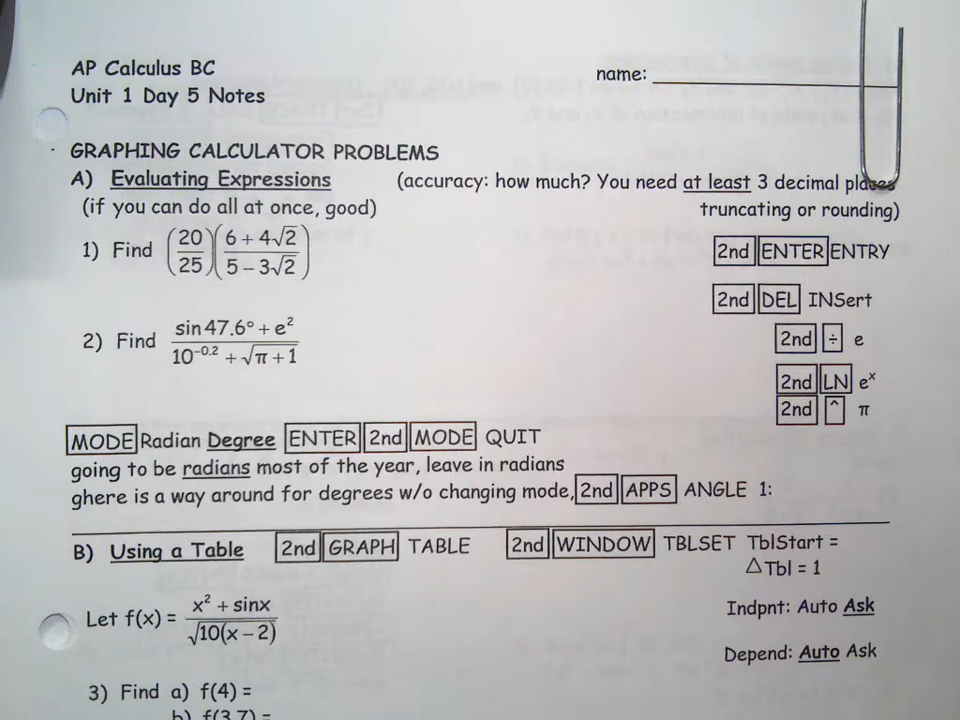 AP Calculus BC
name:
Unit 1 Day 5 Notes
GRAPHING CALCULATOR PROBLEMS
A) Evaluating Expressions (accuracy: how much? You need at least 3 decimal places
(if you can do all at once, good) truncating or rounding)
1) Find (20/25)((6 + 4√2)/(5 – 3√2))
2nd ENTER ENTRY
2nd DEL INSert
2) Find (sin 47.6° + e²)/(10^-0.2 + √π + 1)
2nd ÷ e
2nd LN eˣ
2nd ^ π
MODE Radian Degree ENTER 2nd MODE QUIT
going to be radians most of the year, leave in radians
ghere is a way around for degrees w/o changing mode, 2nd APPS ANGLE 1:
B) Using a Table 2nd GRAPH TABLE 2nd WINDOW TBLSET TblStart =
△Tbl = 1
Let f(x) = (x² + sinx)/√10(x – 2)
Indpnt: Auto Ask
Depend: Auto Ask
3) Find a) f(4) =
b) f(3.7) =